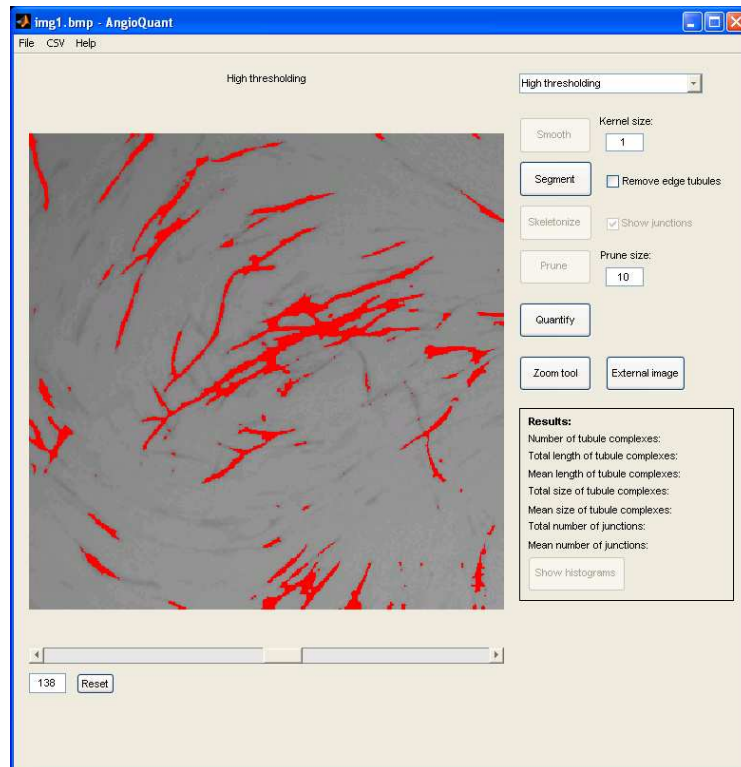 img1.bmp - AngioQuant
File CSV Help
High thresholding
High thresholding
Smooth
Kernel size:
1
Segment
Remove edge tubules
Skeletonize
Show junctions
Prune
Prune size:
10
Quantify
Zoom tool
External image
Results:
Number of tubule complexes:
Total length of tubule complexes:
Mean length of tubule complexes:
Total size of tubule complexes:
Mean size of tubule complexes:
Total number of junctions:
Mean number of junctions:
Show histograms
138
Reset